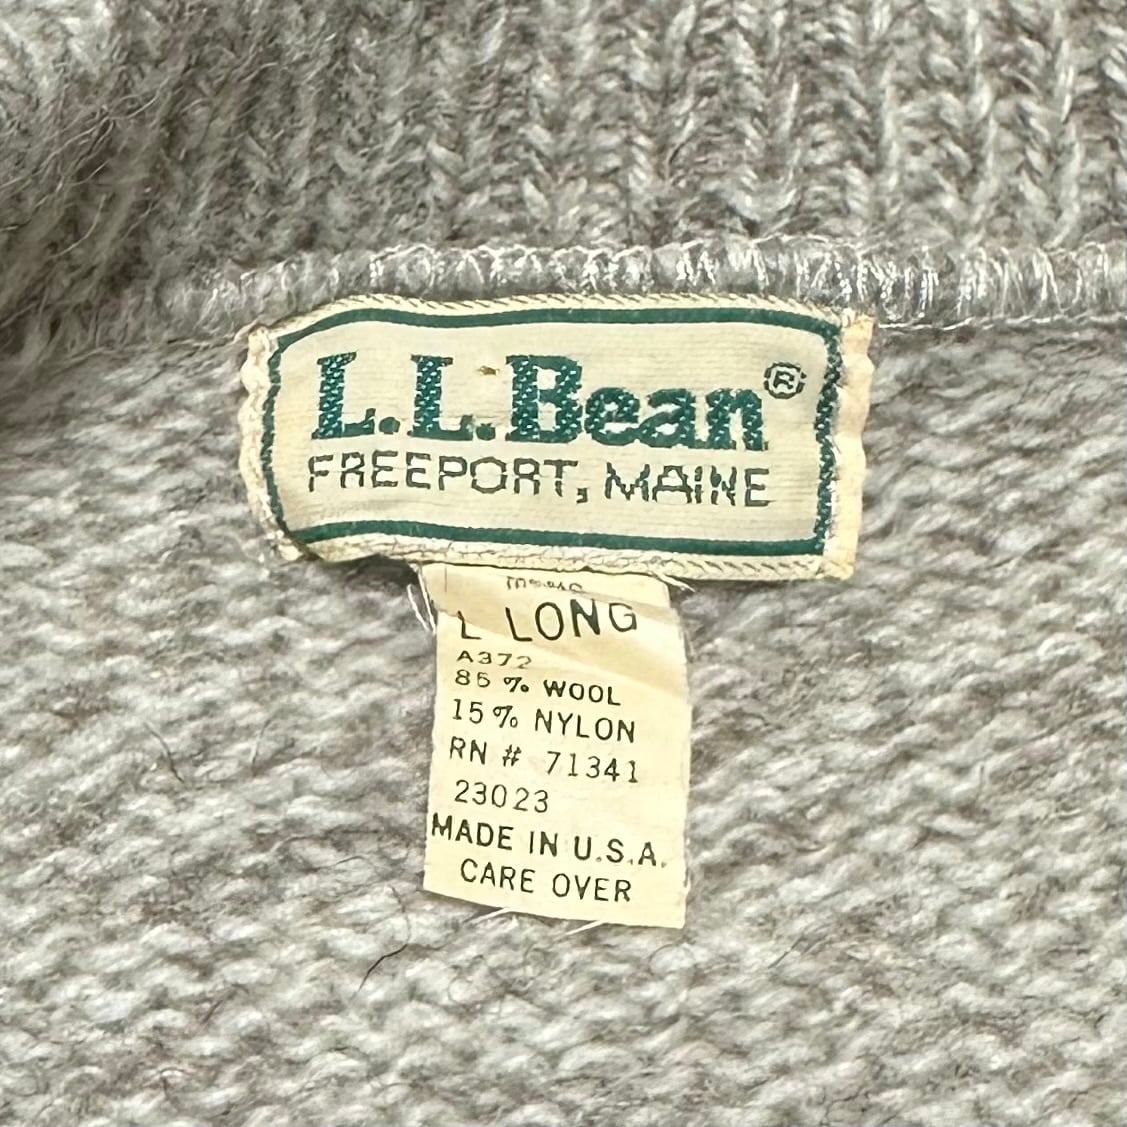 L.L.Bean®
FREEPORT, MAINE
L LONG
A372
85 % WOOL
15% NYLON
RN # 71341
23023
MADE IN U.S.A.
CARE OVER